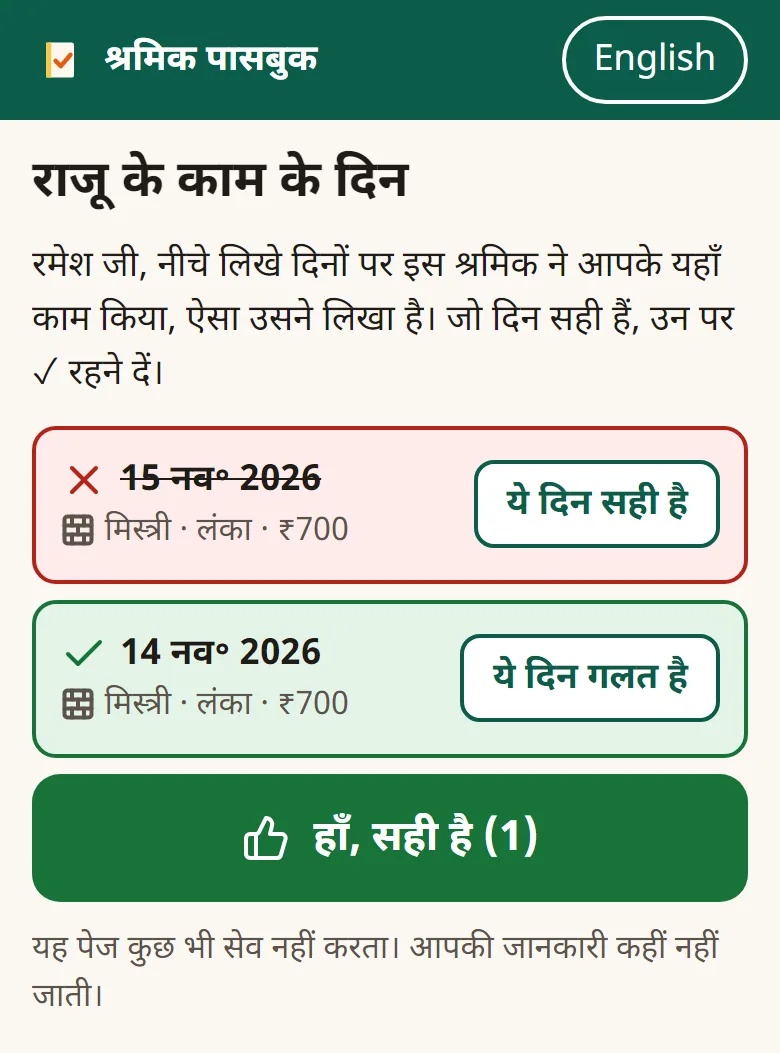 श्रमिक पासबुक
English
राजू के काम के दिन
रमेश जी, नीचे लिखे दिनों पर इस श्रमिक ने आपके यहाँ
काम किया, ऐसा उसने लिखा है। जो दिन सही हैं, उन पर
✓ रहने दें।
15 नव॰ 2026
मिस्त्री · लंका · ₹700
ये दिन सही है
14 नव॰ 2026
मिस्त्री · लंका · ₹700
ये दिन गलत है
हाँ, सही है (1)
यह पेज कुछ भी सेव नहीं करता। आपकी जानकारी कहीं नहीं
जाती।